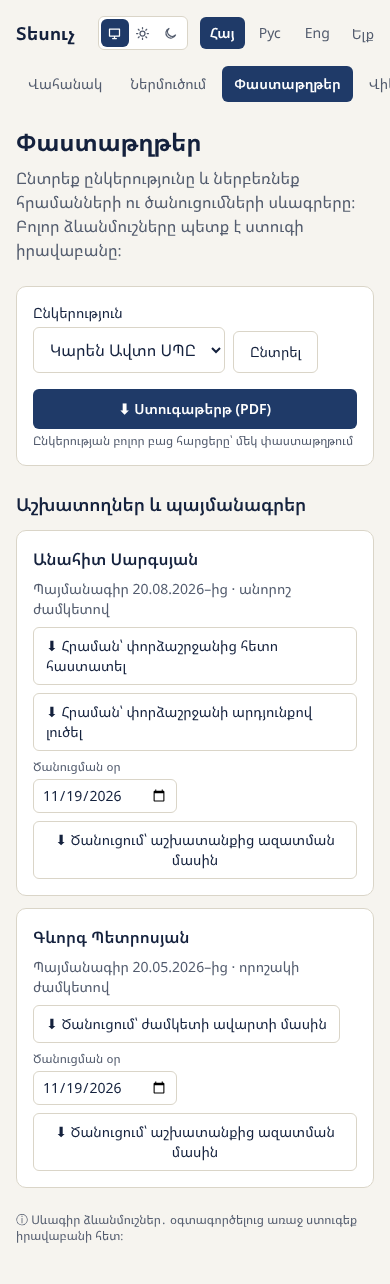 Տեսուչ Հայ Рус Eng Ելք
Վահանակ Ներմուծում Փաստաթղթեր
Փաստաթղթեր
Ընտրեք ընկերությունը և ներբեռնեք
հրամանների ու ծանուցումների սևագրերը։
Բոլոր ձևանմուշները պետք է ստուգի
իրավաբանը։
Ընկերություն
Կարեն Ավտո ՍՊԸ Ընտրել
⬇ Ստուգաթերթ (PDF)
Ընկերության բոլոր բաց հարցերը՝ մեկ փաստաթղթում
Աշխատողներ և պայմանագրեր
Անահիտ Սարգսյան
Պայմանագիր 20.08.2026–ից · անորոշ
ժամկետով
⬇ Հրաման՝ փորձաշրջանից հետո
հաստատել
⬇ Հրաման՝ փորձաշրջանի արդյունքով
լուծել
Ծանուցման օր
11/19/2026
⬇ Ծանուցում՝ աշխատանքից ազատման
մասին
Գևորգ Պետրոսյան
Պայմանագիր 20.05.2026–ից · որոշակի
ժամկետով
⬇ Ծանուցում՝ ժամկետի ավարտի մասին
Ծանուցման օր
11/19/2026
⬇ Ծանուցում՝ աշխատանքից ազատման
մասին
ⓘ Սևագիր ձևանմուշներ․ օգտագործելուց առաջ ստուգեք
իրավաբանի հետ։